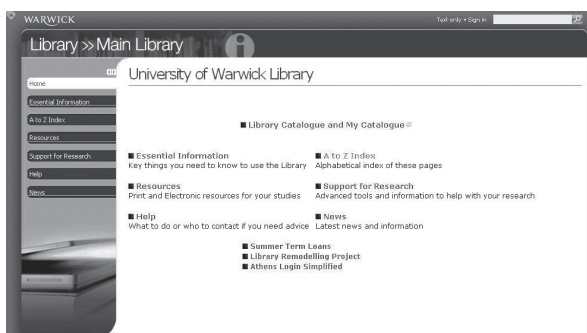 WARWICK
Text only • Sign in
Library >> Main Library
University of Warwick Library
Home
Essential Information
A to Z Index
Resources
Support for Research
Help
News
■ Library Catalogue and My Catalogue
■ Essential Information
Key things you need to know to use the Library
■ A to Z Index
Alphabetical index of these pages
■ Resources
Print and Electronic resources for your studies
■ Support for Research
Advanced tools and information to help with your research
■ Help
What to do or who to contact if you need advice
■ News
Latest news and information
■ Summer Term Loans
■ Library Remodelling Project
■ Athens Login Simplified